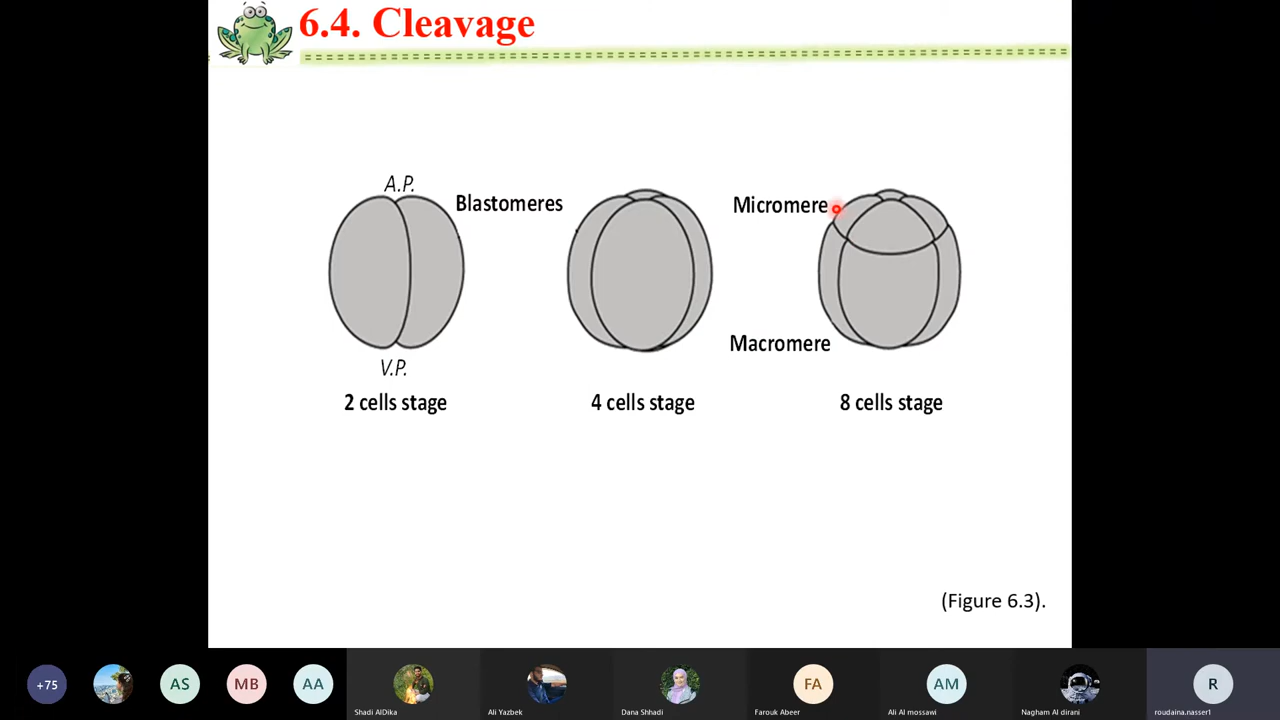 6.4. Cleavage
A.P.
Blastomeres
Micromere
Macromere
V.P.
2 cells stage
4 cells stage
8 cells stage
(Figure 6.3).
+75
AS
MB
AA
FA
AM
R
Shadi AlDika
Ali Yazbek
Dana Shhadi
Farouk Abeer
Ali Al mossawi
Nagham Al dirani
roudaina.nasser1